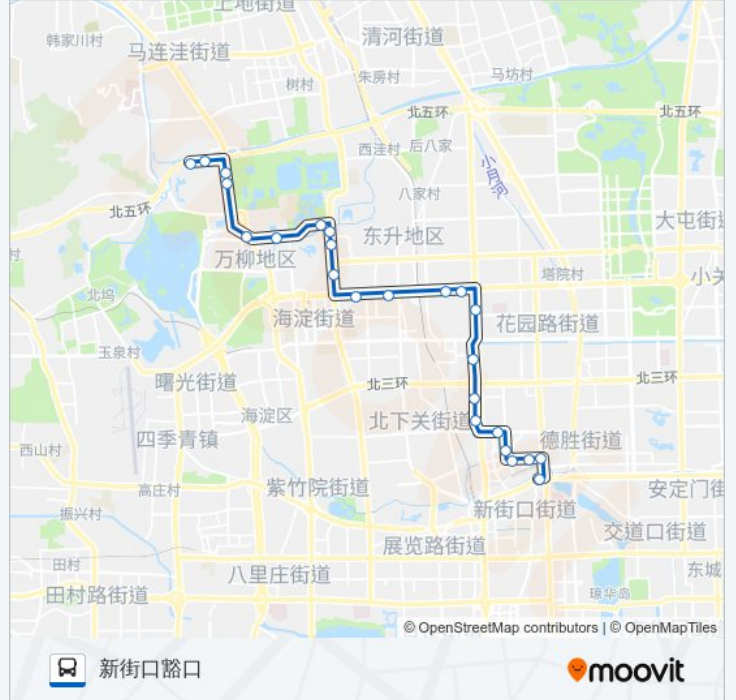 上地街道
韩家川村
马连洼街道
清河街道
树村
朱房村
马坊村
北五环
北五环
西洼村
后八家
小月河
八家村
北五环
大屯街道
东升地区
村
万柳地区
塔院村
小关
北坞
海淀街道
花园路街道
玉泉村
曙光街道
北三环
北三环
海淀区
北下关街道
四季青镇
德胜街道
西山村
高庄村
紫竹院街道
安定门街
振兴村
新街口街道
交道口街道
展览路街道
田村
八里庄街道
东城
田村路街道
琼华岛
© OpenStreetMap contributors | © OpenMapTiles
新街口豁口
moovit